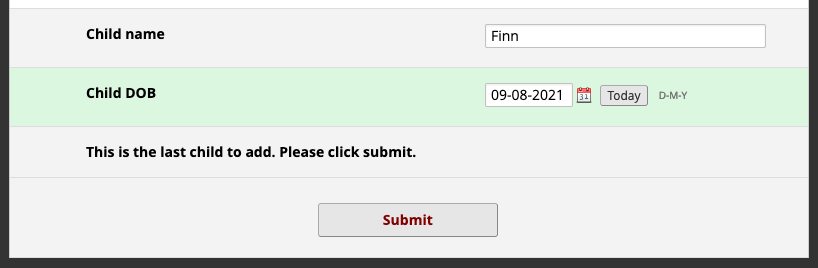 Child name
Finn
Child DOB
09-08-2021
31
Today
D-M-Y
This is the last child to add. Please click submit.
Submit